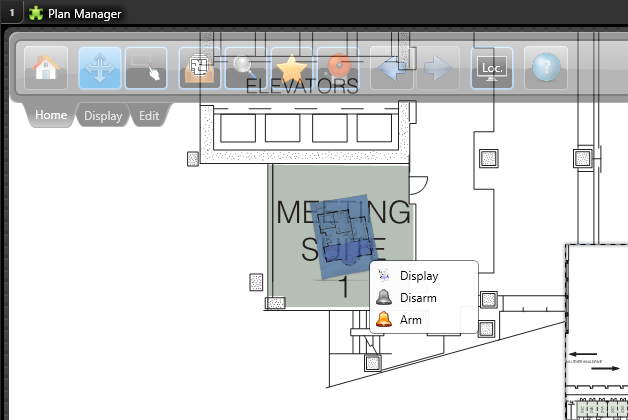 1 Plan Manager
Loc.
?
ELEVATORS
Home Display Edit
MEETING
SUITE
1
Display
Disarm
Arm